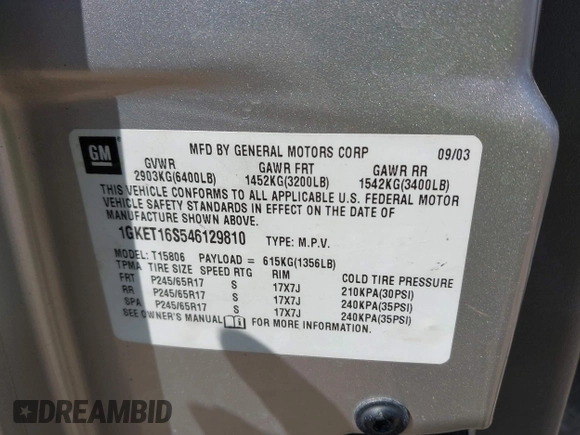 GM
MFD BY GENERAL MOTORS CORP 09/03
GVWR GAWR FRT GAWR RR
2903KG(6400LB) 1452KG(3200LB) 1542KG(3400LB)
THIS VEHICLE CONFORMS TO ALL APPLICABLE U.S. FEDERAL MOTOR
VEHICLE SAFETY STANDARDS IN EFFECT ON THE DATE OF
MANUFACTURE SHOWN ABOVE.
1GKET16S546129810 TYPE: M.P.V.
MODEL: T15806 PAYLOAD = 615KG(1356LB)
TPMA TIRE SIZE SPEED RTG RIM COLD TIRE PRESSURE
FRT P245/65R17 S 17X7J 210KPA(30PSI)
RR P245/65R17 S 17X7J 240KPA(35PSI)
SPA P245/65R17 S 17X7J 240KPA(35PSI)
SEE OWNER'S MANUAL FOR MORE INFORMATION.
DREAMBID